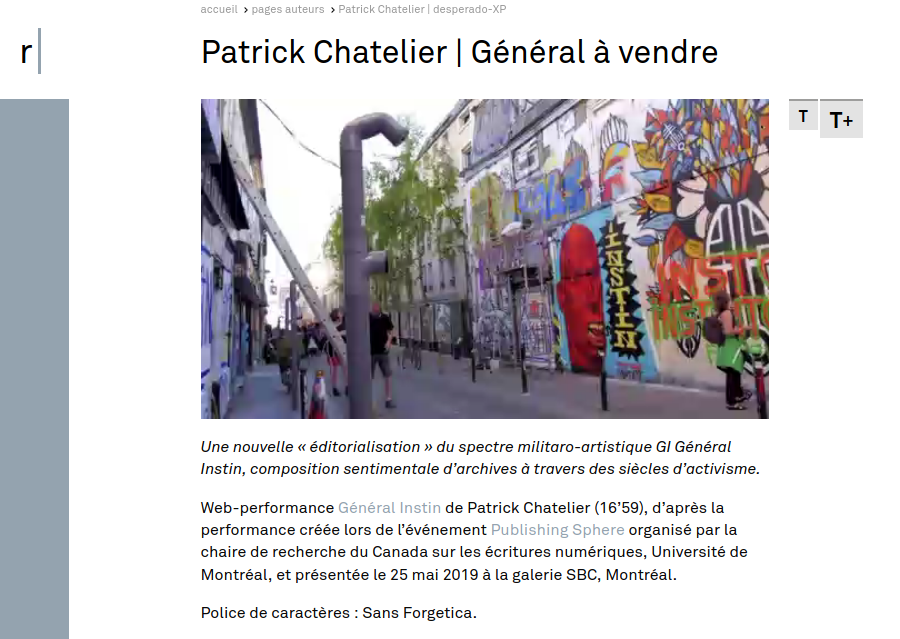 accueil › pages auteurs › Patrick Chatelier | desperado-XP
r|
Patrick Chatelier | Général à vendre
T T+
INSTIN
INST
Une nouvelle « éditorialisation » du spectre militaro-artistique GI Général
Instin, composition sentimentale d’archives à travers des siècles d’activisme.
Web-performance Général Instin de Patrick Chatelier (16’59), d’après la
performance créée lors de l’événement Publishing Sphere organisé par la
chaire de recherche du Canada sur les écritures numériques, Université de
Montréal, et présentée le 25 mai 2019 à la galerie SBC, Montréal.
Police de caractères : Sans Forgetica.